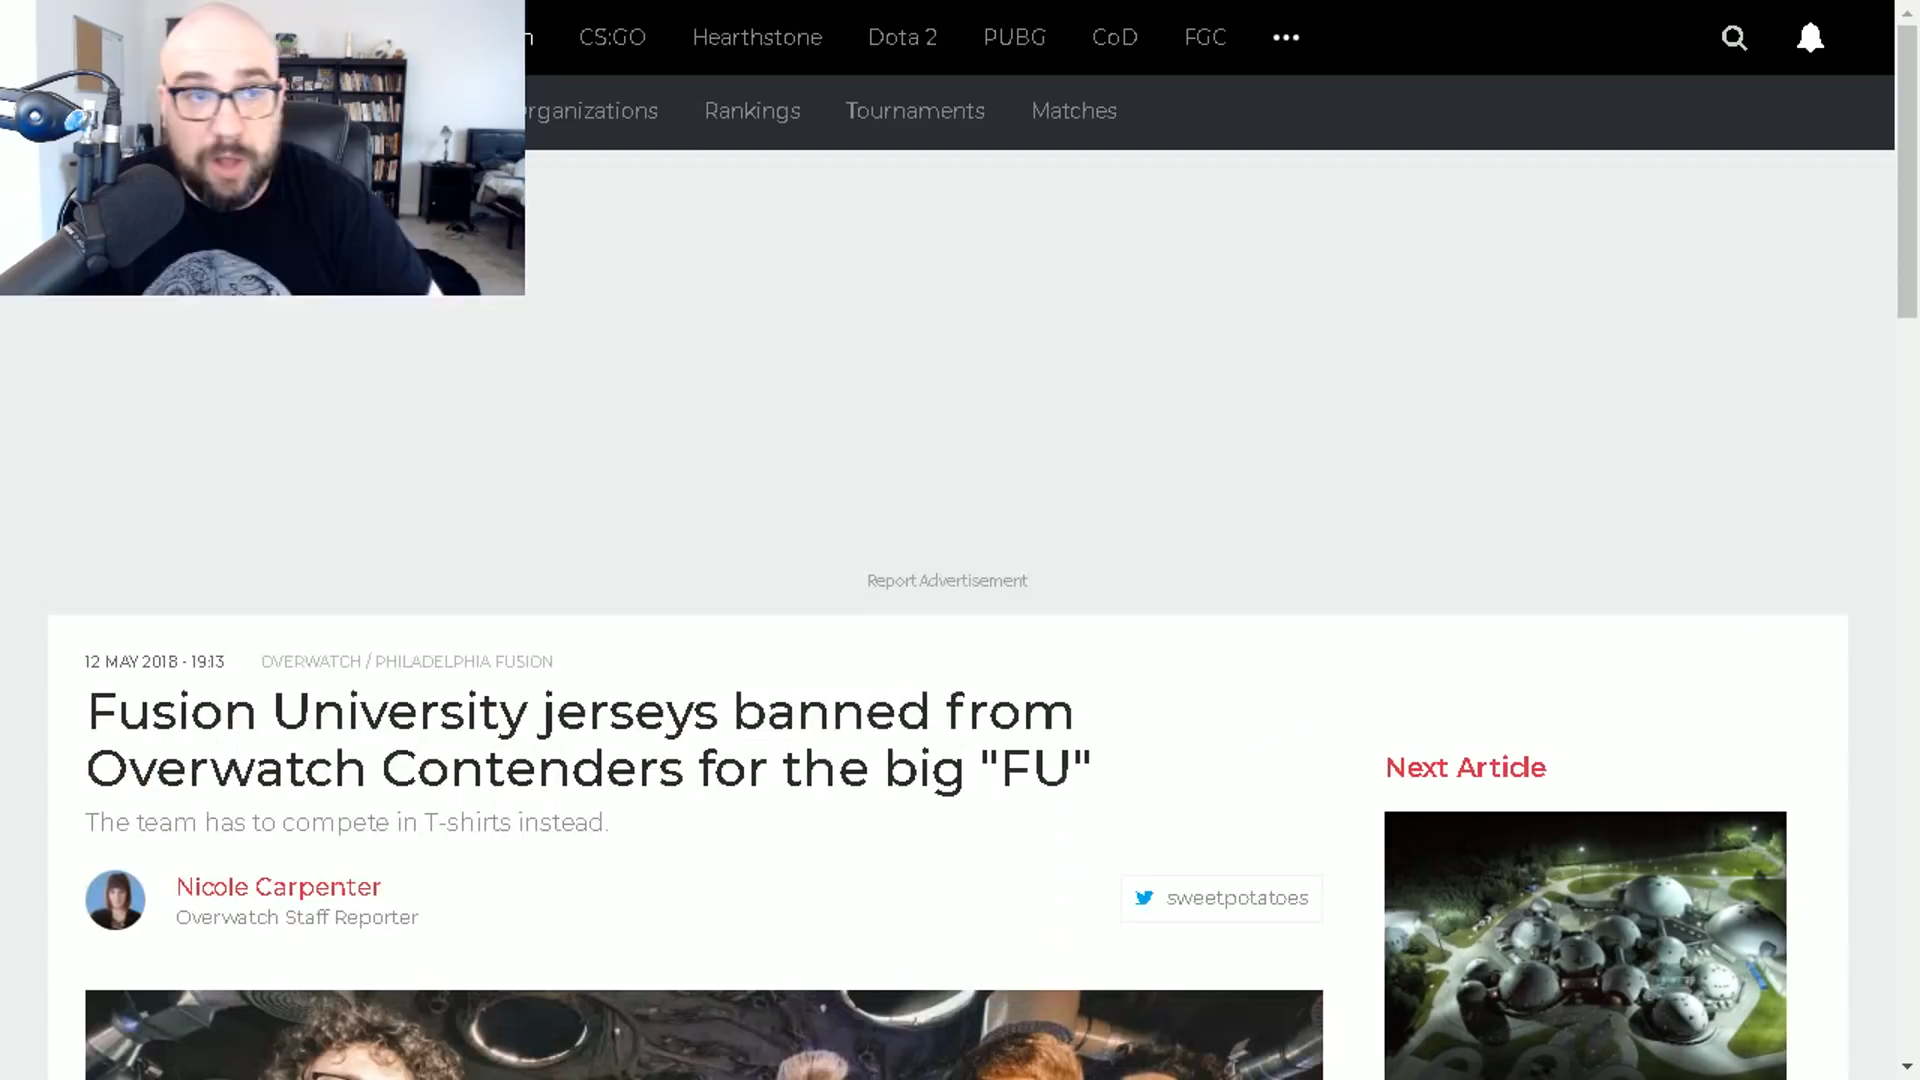 CS:GO Hearthstone Dota 2 PUBG CoD FGC
rganizations Rankings Tournaments Matches
Report Advertisement
12 MAY 2018 - 19:13 OVERWATCH / PHILADELPHIA FUSION
Fusion University jerseys banned from
Overwatch Contenders for the big "FU"
The team has to compete in T-shirts instead.
Next Article
Nicole Carpenter
Overwatch Staff Reporter
sweetpotatoes